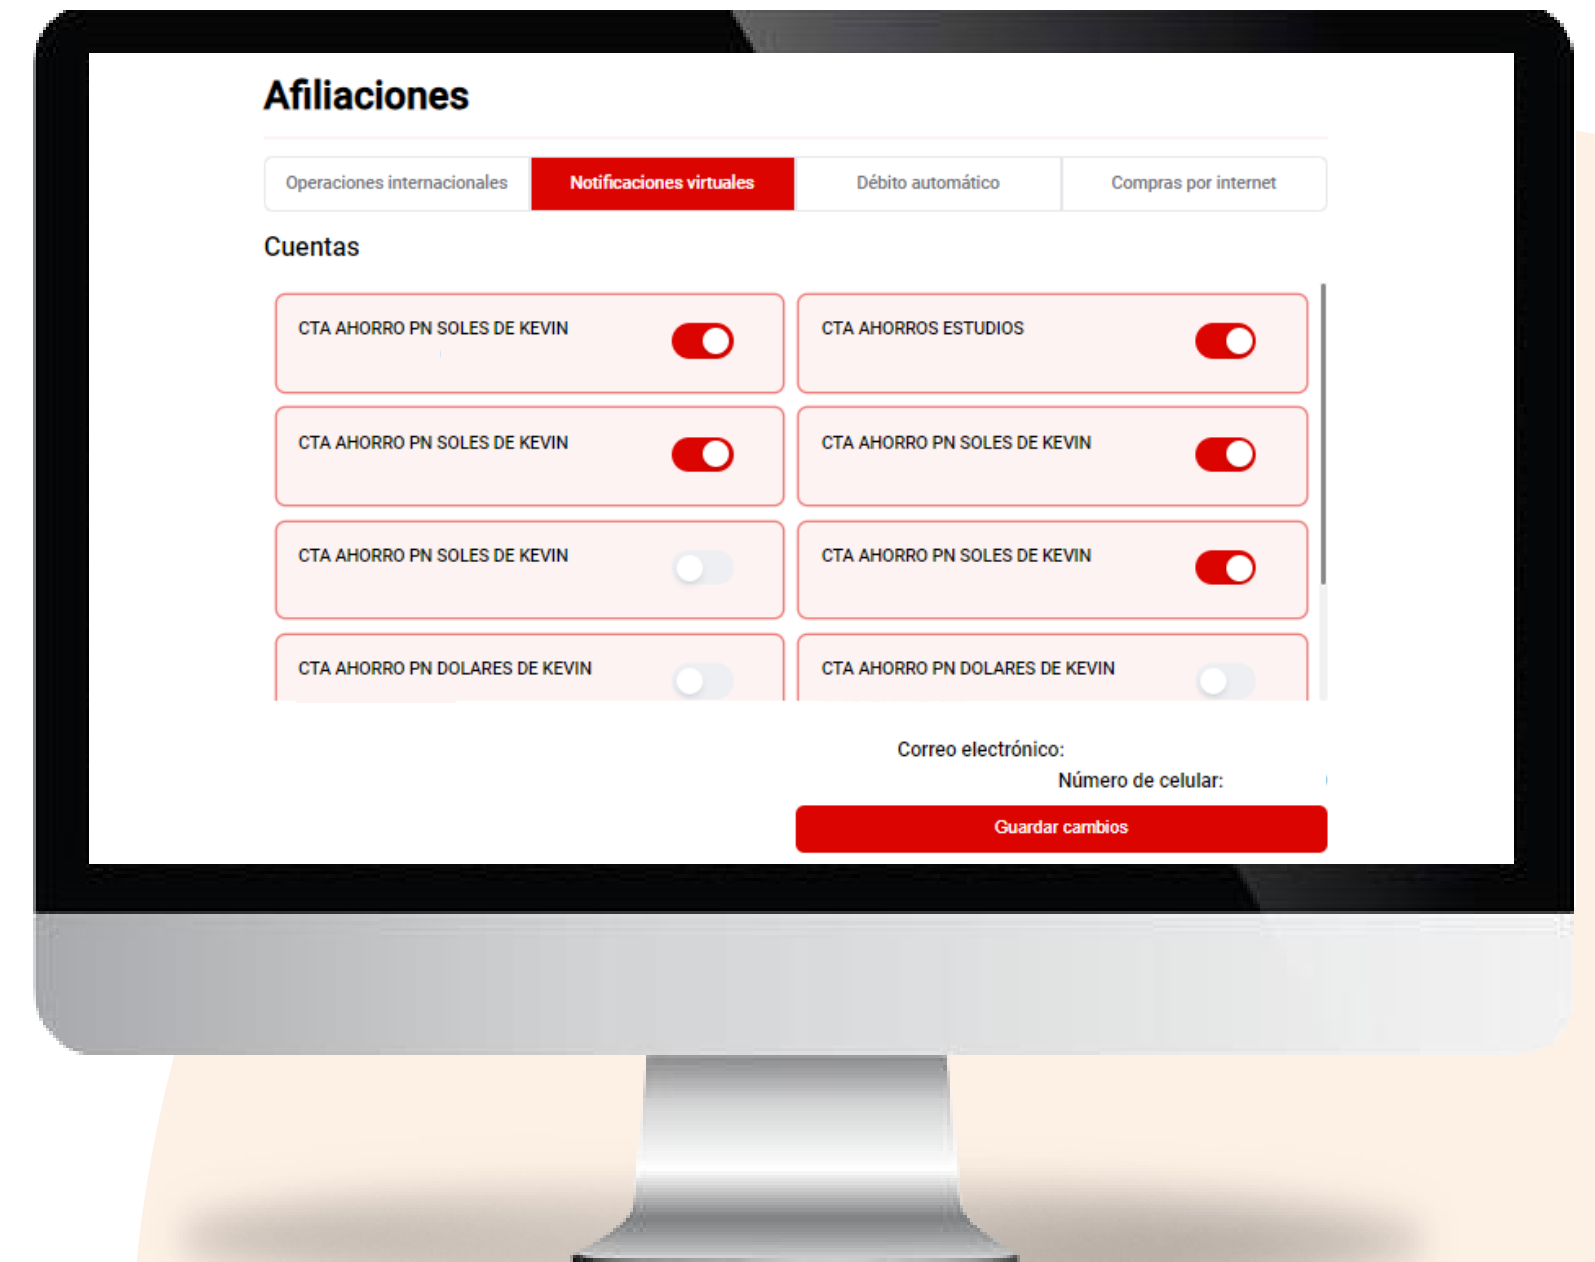 Afiliaciones
Operaciones internacionales
Notificaciones virtuales
Débito automático
Compras por internet
Cuentas
CTA AHORRO PN SOLES DE KEVIN
CTA AHORROS ESTUDIOS
CTA AHORRO PN SOLES DE KEVIN
CTA AHORRO PN SOLES DE KEVIN
CTA AHORRO PN SOLES DE KEVIN
CTA AHORRO PN SOLES DE KEVIN
CTA AHORRO PN DOLARES DE KEVIN
CTA AHORRO PN DOLARES DE KEVIN
Correo electrónico:
Número de celular:
Guardar cambios